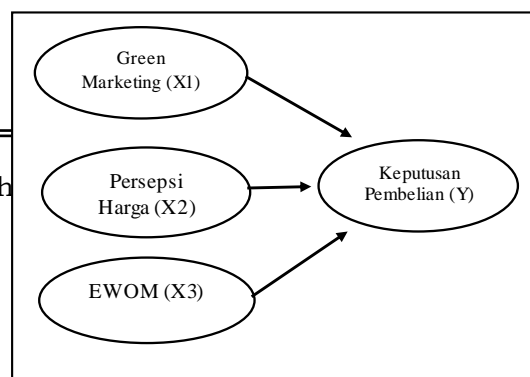 Green
Marketing (X1)
Persepsi
Harga (X2)
Keputusan
Pembelian (Y)
EWOM (X3)
h